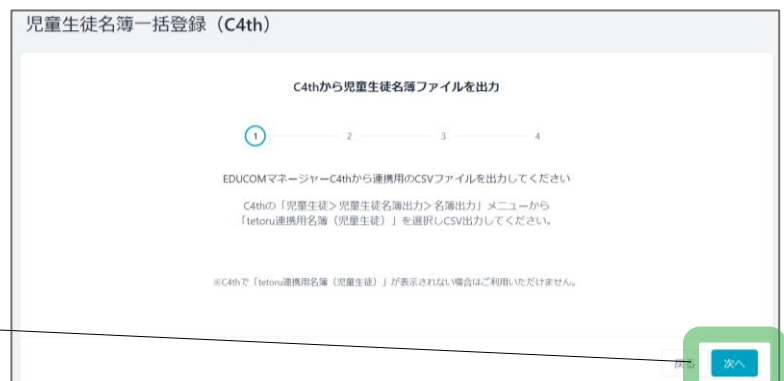 児童生徒名簿一括登録（C4th）
C4thから児童生徒名簿ファイルを出力
1 2 3 4
EDUCOMマネージャーC4thから連携用のCSVファイルを出力してください
C4thの「児童生徒>児童生徒名簿出力>名簿出力」メニューから
「tetoru連携用名簿（児童生徒）」を選択しCSV出力してください。
※C4thで「tetoru連携用名簿（児童生徒）」が表示されない場合はご利用いただけません。
戻る 次へ